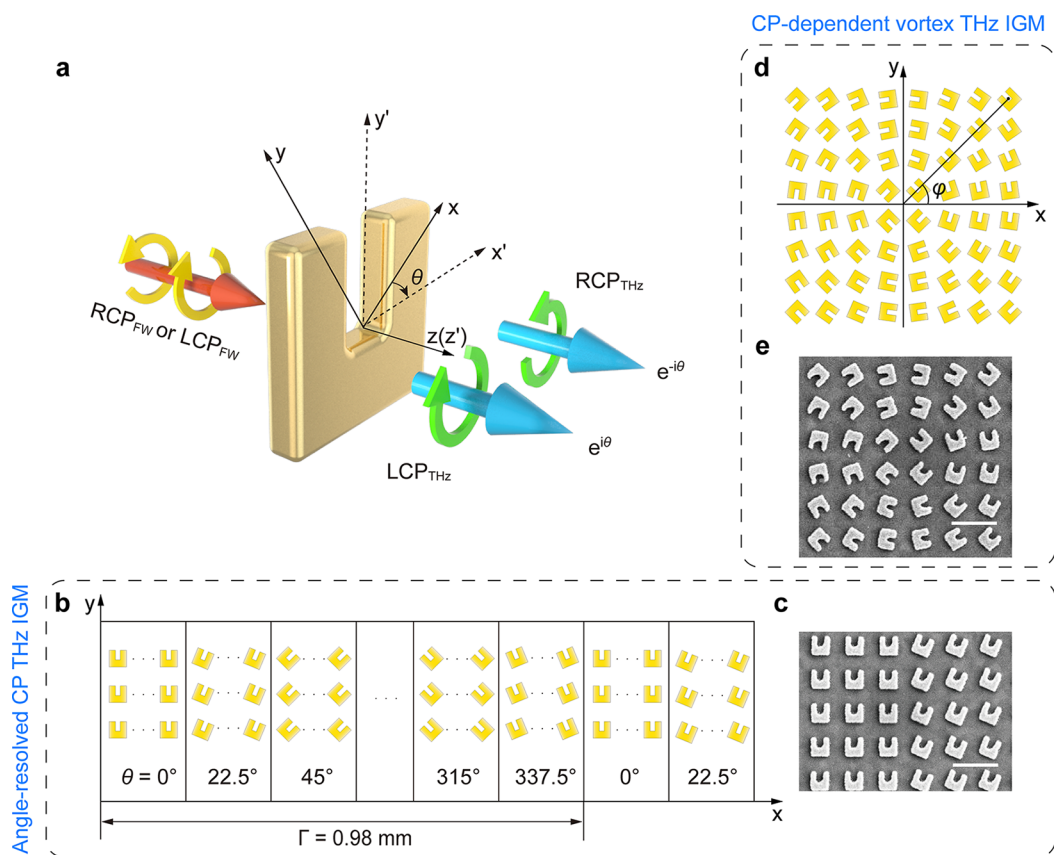 CP-dependent vortex THz IGM
a
y'
y
x
x'
θ
z(z')
RCP_FW or LCP_FW
RCP_THz
e^-iθ
LCP_THz
e^iθ
d
y
φ
x
e
Angle-resolved CP THz IGM
b
y
· · ·
θ = 0°
22.5°
45°
315°
337.5°
0°
22.5°
x
Γ = 0.98 mm
c